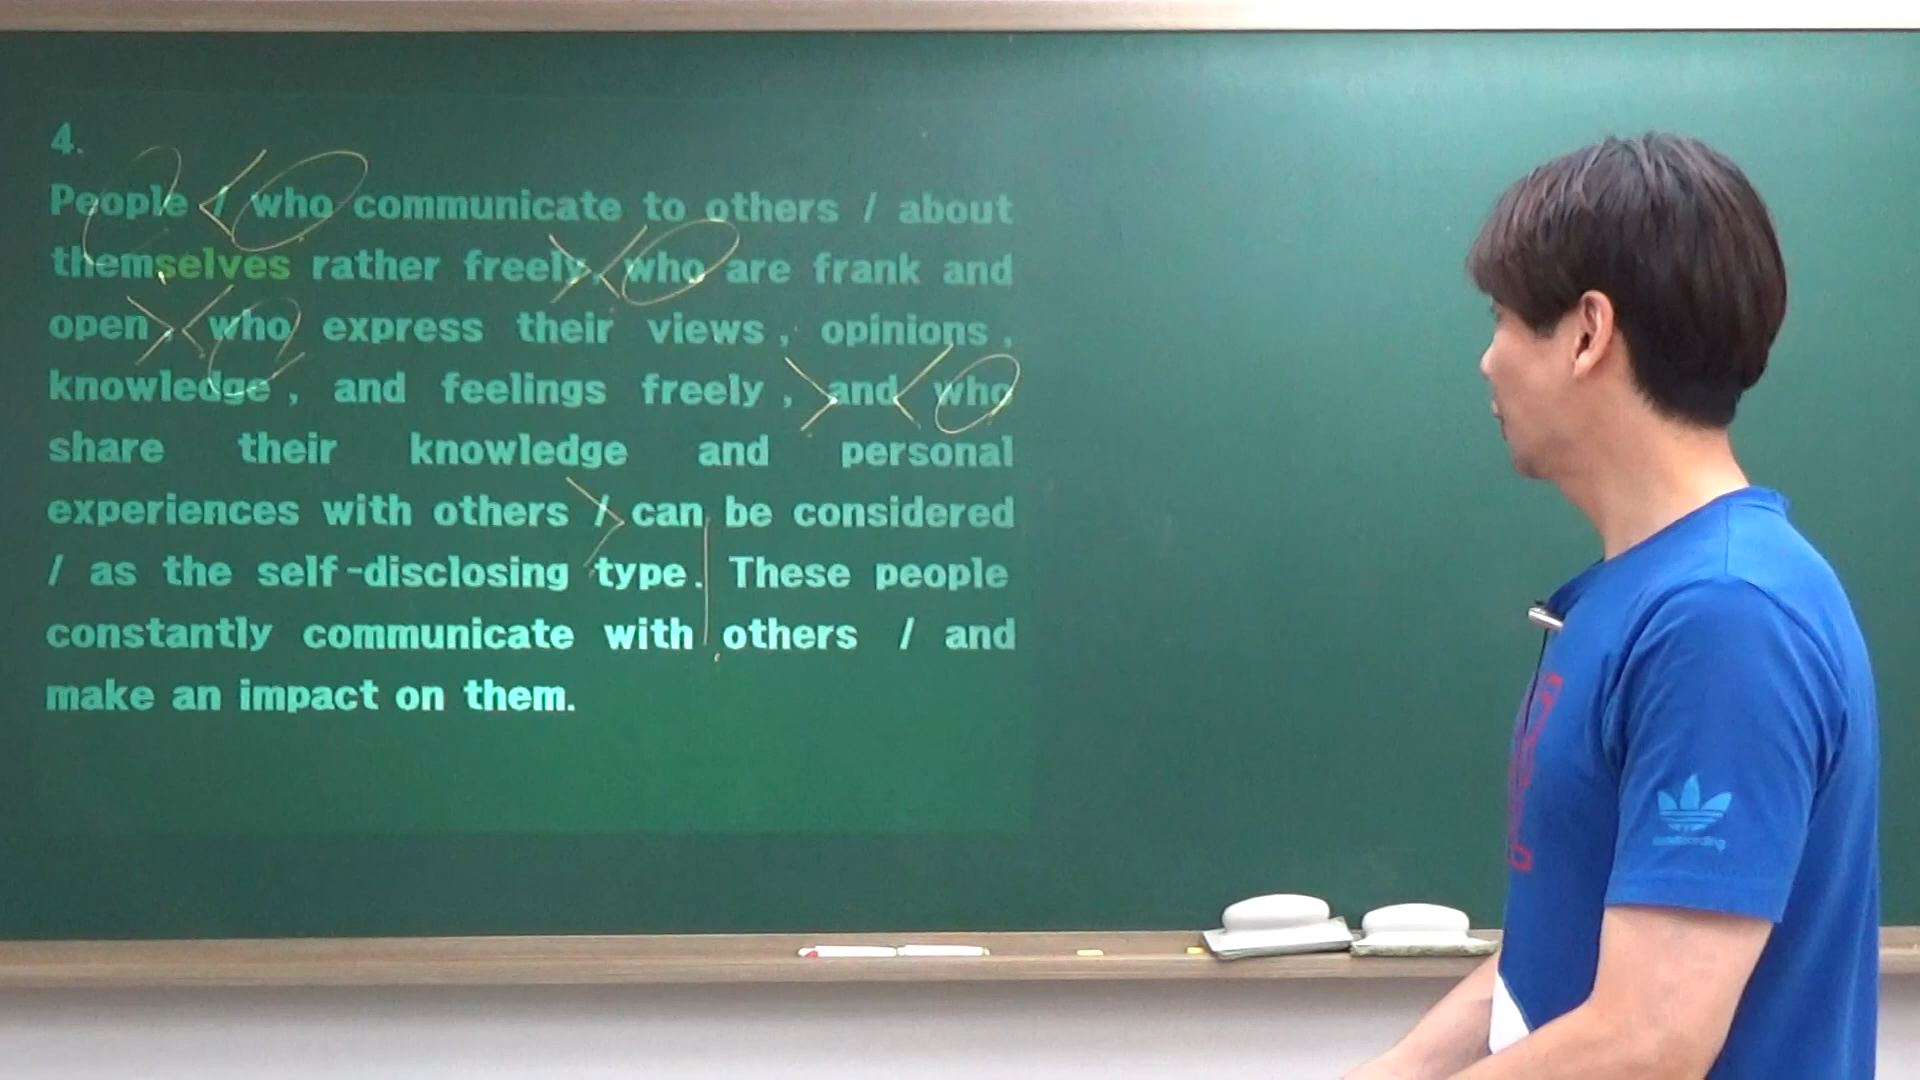 4.
People / who communicate to others / about
themselves rather freely, who are frank and
open, who express their views, opinions,
knowledge, and feelings freely, and who
share their knowledge and personal
experiences with others / can be considered
/ as the self-disclosing type. These people
constantly communicate with others / and
make an impact on them.